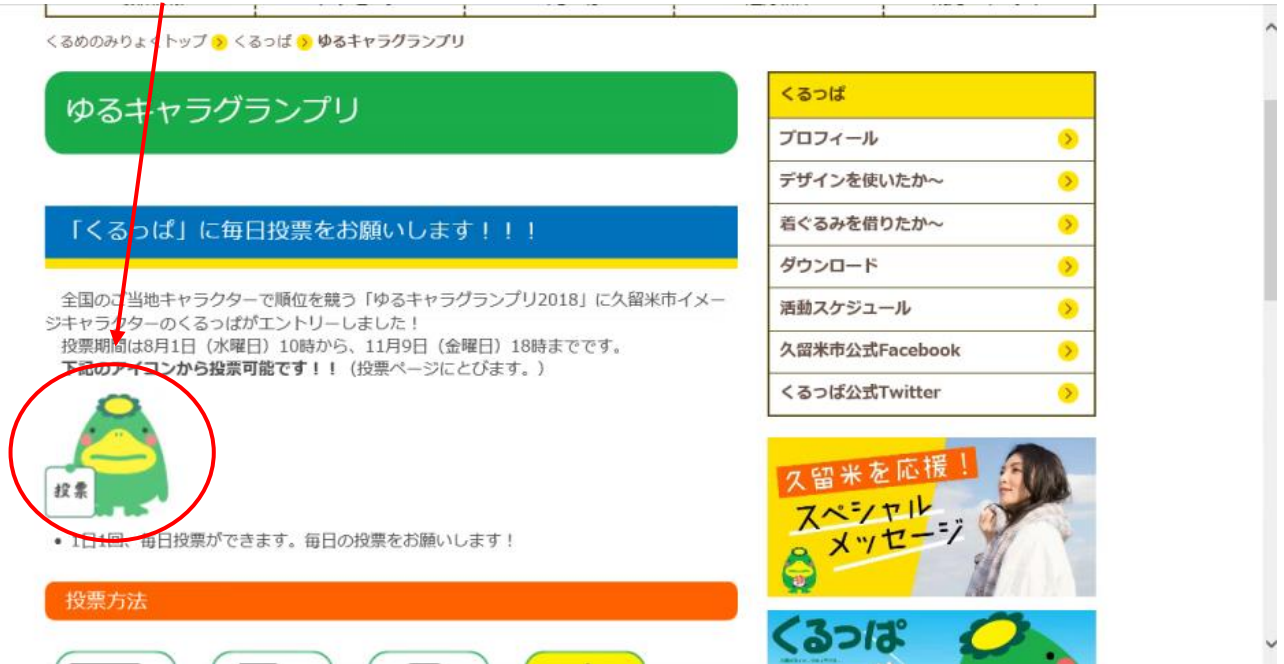 くるめのみりょくトップ くるっぱ ゆるキャラグランプリ
ゆるキャラグランプリ
「くるっぱ」に毎日投票をお願いします！！！
全国のご当地キャラクターで順位を競う「ゆるキャラグランプリ2018」に久留米市イメー
ジキャラクターのくるっぱがエントリーしました！
投票期間は8月1日（水曜日）10時から、11月9日（金曜日）18時までです。
下記のアイコンから投票可能です！！（投票ページにとびます。）
投票
• 1日1回、毎日投票ができます。毎日の投票をお願いします！
投票方法
くるっぱ
プロフィール
デザインを使いたか～
着ぐるみを借りたか～
ダウンロード
活動スケジュール
久留米市公式Facebook
くるっぱ公式Twitter
久留米を応援！
スペシャル
メッセージ
くるっぱ